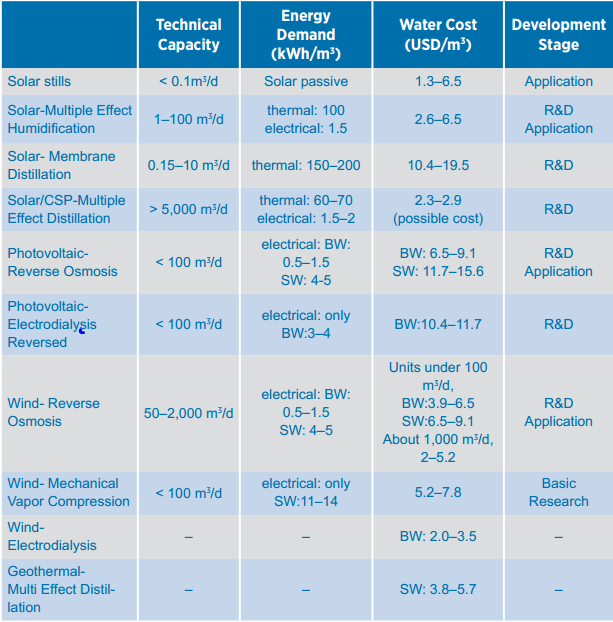 Technical Capacity
Energy Demand (kWh/m³)
Water Cost (USD/m³)
Development Stage
Solar stills
< 0.1m³/d
Solar passive
1.3–6.5
Application
Solar-Multiple Effect
Humidification
1–100 m³/d
thermal: 100
electrical: 1.5
2.6–6.5
R&D
Application
Solar- Membrane
Distillation
0.15–10 m³/d
thermal: 150–200
10.4–19.5
R&D
Solar/CSP-Multiple
Effect Distillation
> 5,000 m³/d
thermal: 60–70
electrical: 1.5–2
2.3–2.9
(possible cost)
R&D
Photovoltaic-
Reverse Osmosis
< 100 m³/d
electrical: BW:
0.5–1.5
SW: 4-5
BW: 6.5–9.1
SW: 11.7–15.6
R&D
Application
Photovoltaic-
Electrodialysis
Reversed
< 100 m³/d
electrical: only
BW:3–4
BW:10.4–11.7
R&D
Wind- Reverse
Osmosis
50–2,000 m³/d
electrical: BW:
0.5–1.5
SW: 4–5
Units under 100
m³/d,
BW:3.9–6.5
SW:6.5–9.1
About 1,000 m³/d,
2–5.2
R&D
Application
Wind- Mechanical
Vapor Compression
< 100 m³/d
electrical: only
SW:11–14
5.2–7.8
Basic
Research
Wind-
Electrodialysis
–
–
BW: 2.0–3.5
–
Geothermal-
Multi Effect Distil-
lation
–
–
SW: 3.8–5.7
–